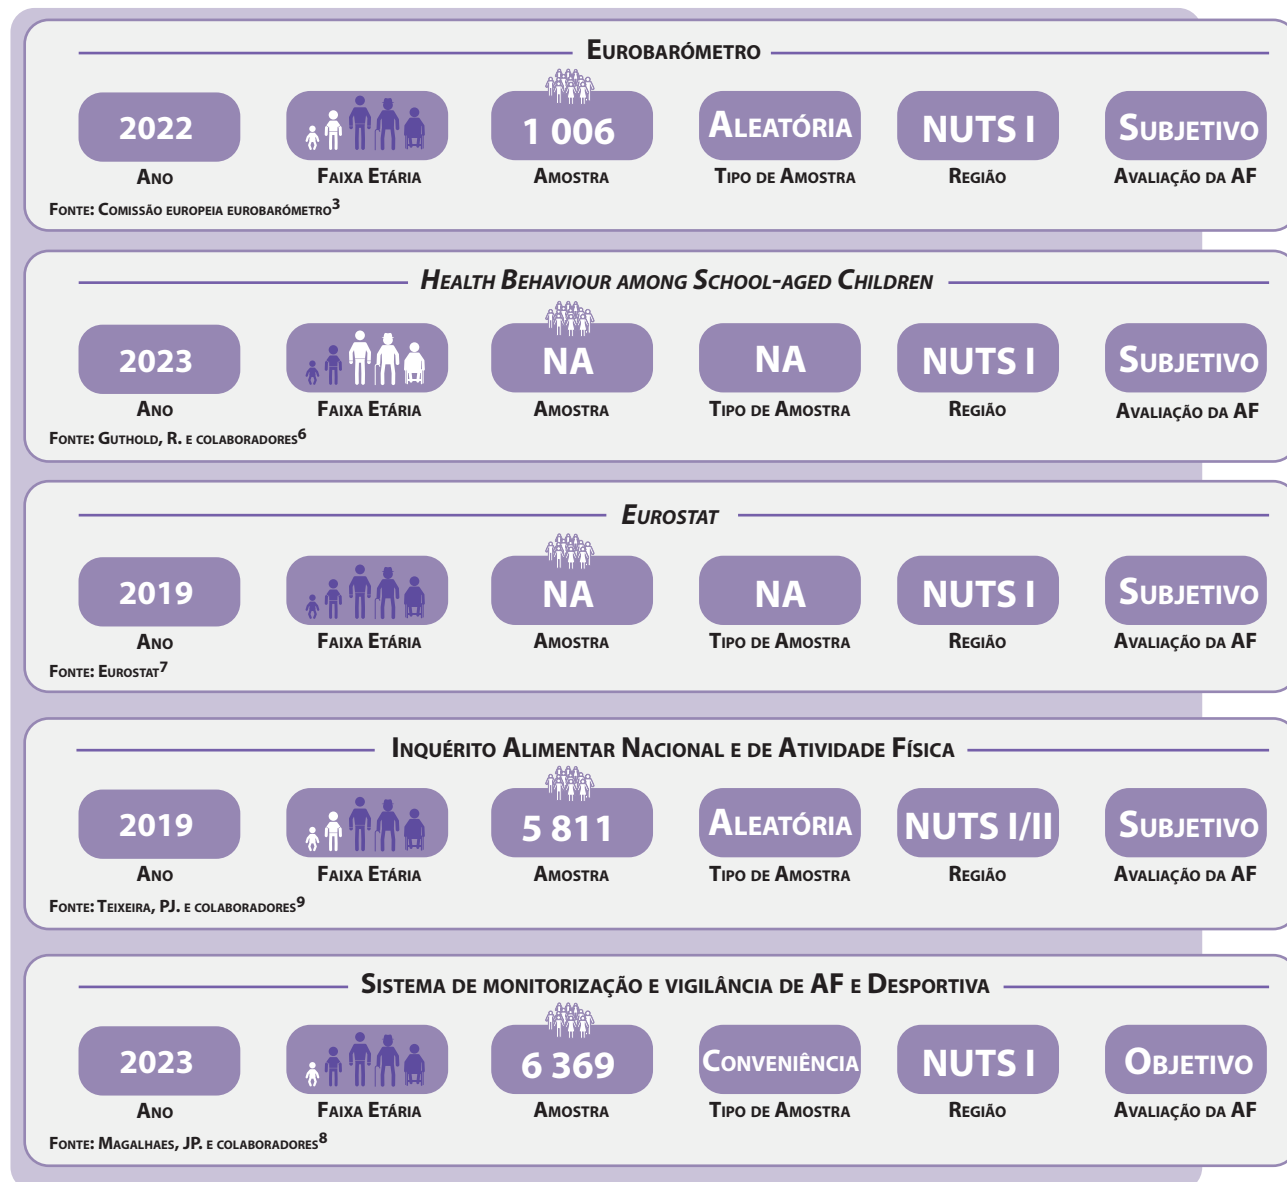 Eurobarómetro
2022
1 006
Aleatória
NUTS I
Subjetivo
Ano
Faixa Etária
Amostra
Tipo de Amostra
Região
Avaliação da AF
Fonte: Comissão europeia eurobarómetro3
Health Behaviour among School-aged Children
2023
NA
NA
NUTS I
Subjetivo
Ano
Faixa Etária
Amostra
Tipo de Amostra
Região
Avaliação da AF
Fonte: Guthold, R. e colaboradores6
Eurostat
2019
NA
NA
NUTS I
Subjetivo
Ano
Faixa Etária
Amostra
Tipo de Amostra
Região
Avaliação da AF
Fonte: Eurostat7
Inquérito Alimentar Nacional e de Atividade Física
2019
5 811
Aleatória
NUTS I/II
Subjetivo
Ano
Faixa Etária
Amostra
Tipo de Amostra
Região
Avaliação da AF
Fonte: Teixeira, PJ. e colaboradores9
Sistema de monitorização e vigilância de AF e Desportiva
2023
6 369
Conveniência
NUTS I
Objetivo
Ano
Faixa Etária
Amostra
Tipo de Amostra
Região
Avaliação da AF
Fonte: Magalhaes, JP. e colaboradores8